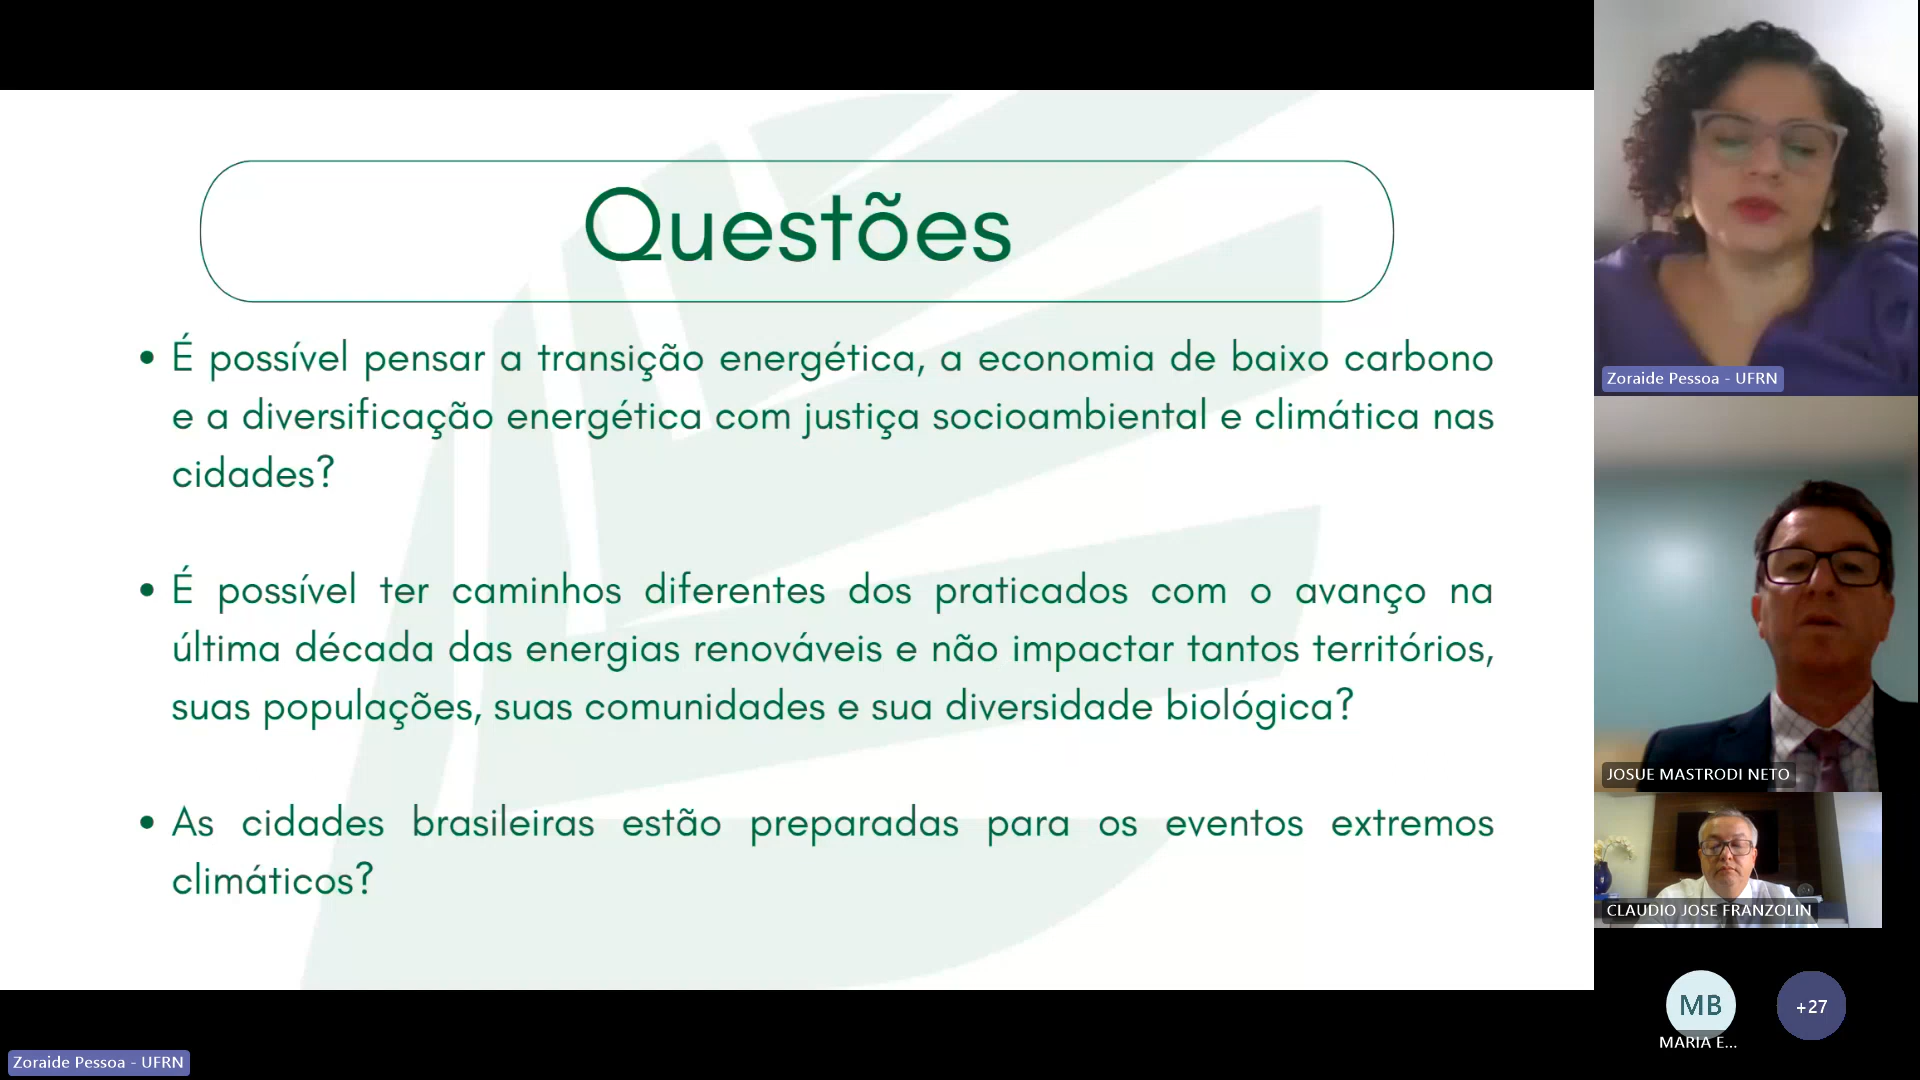 Questões
• É possível pensar a transição energética, a economia de baixo carbono
e a diversificação energética com justiça socioambiental e climática nas
cidades?
• É possível ter caminhos diferentes dos praticados com o avanço na
última década das energias renováveis e não impactar tantos territórios,
suas populações, suas comunidades e sua diversidade biológica?
• As cidades brasileiras estão preparadas para os eventos extremos
climáticos?
Zoraide Pessoa - UFRN
JOSUE MASTRODI NETO
CLAUDIO JOSE FRANZOLIN
MB
+27
MARIA E...
Zoraide Pessoa - UFRN